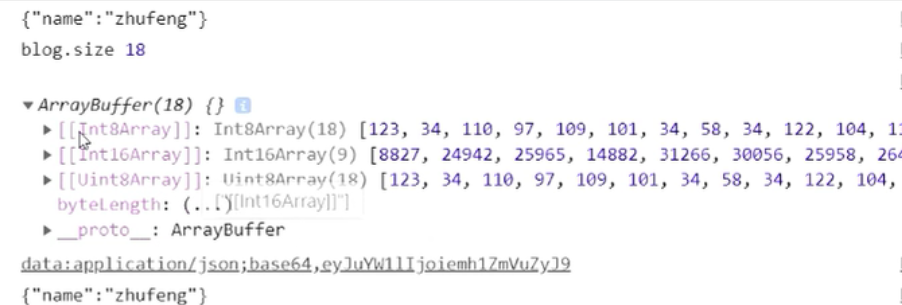 {"name":"zhufeng"}
blog.size 18
▼ArrayBuffer(18) {}
▶[[Int8Array]]: Int8Array(18) [123, 34, 110, 97, 109, 101, 34, 58, 34, 122, 104, 11
▶[[Int16Array]]: Int16Array(9) [8827, 24942, 25965, 14882, 31266, 30056, 25958, 264
▶[[Uint8Array]]: Uint8Array(18) [123, 34, 110, 97, 109, 101, 34, 58, 34, 122, 104,
byteLength: (...)
["[[Int16Array]]"]
▶__proto__: ArrayBuffer
data:application/json;base64,eyJuYW1lIjoiemh1ZmVuZyJ9
{"name":"zhufeng"}